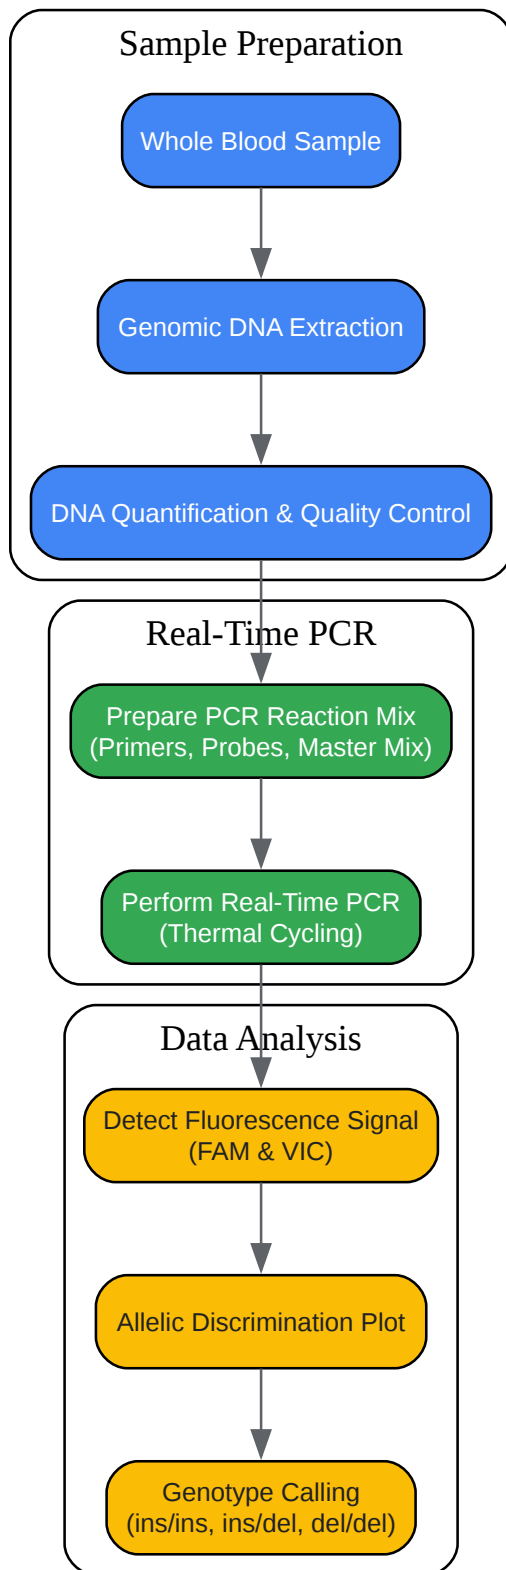 Sample Preparation
Whole Blood Sample
Genomic DNA Extraction
DNA Quantification & Quality Control
Real-Time PCR
Prepare PCR Reaction Mix
(Primers, Probes, Master Mix)
Perform Real-Time PCR
(Thermal Cycling)
Data Analysis
Detect Fluorescence Signal
(FAM & VIC)
Allelic Discrimination Plot
Genotype Calling
(ins/ins, ins/del, del/del)